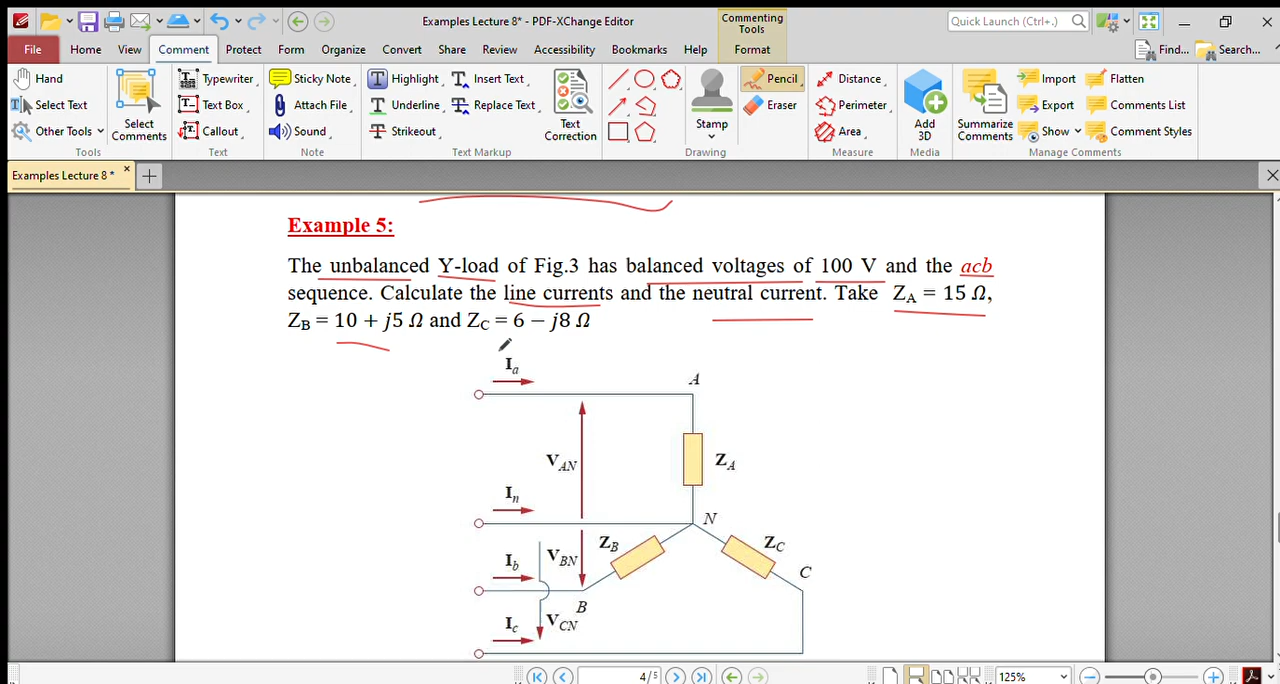 Examples Lecture 8* - PDF-XChange Editor
Commenting Tools
Quick Launch (Ctrl+.)
File Home View Comment Protect Form Organize Convert Share Review Accessibility Bookmarks Help Format
Find... Search...
Hand
Select Text
Other Tools
Tools
Select Comments
Typewriter
Text Box
Callout
Text
Sticky Note
Attach File
Sound
Note
Highlight
Underline
Strikeout
Insert Text
Replace Text
Text Correction
Text Markup
Stamp
Pencil
Eraser
Drawing
Distance
Perimeter
Area
Measure
Add 3D
Media
Summarize Comments
Import
Export
Show
Flatten
Comments List
Comment Styles
Manage Comments
Examples Lecture 8 *
Example 5:
The unbalanced Y-load of Fig.3 has balanced voltages of 100 V and the acb
sequence. Calculate the line currents and the neutral current. Take Z_A = 15 Ω,
Z_B = 10 + j5 Ω and Z_C = 6 – j8 Ω
I_a
A
V_AN
Z_A
I_n
N
Z_B
Z_C
I_b
V_BN
C
B
I_c
V_CN
4/5
125%